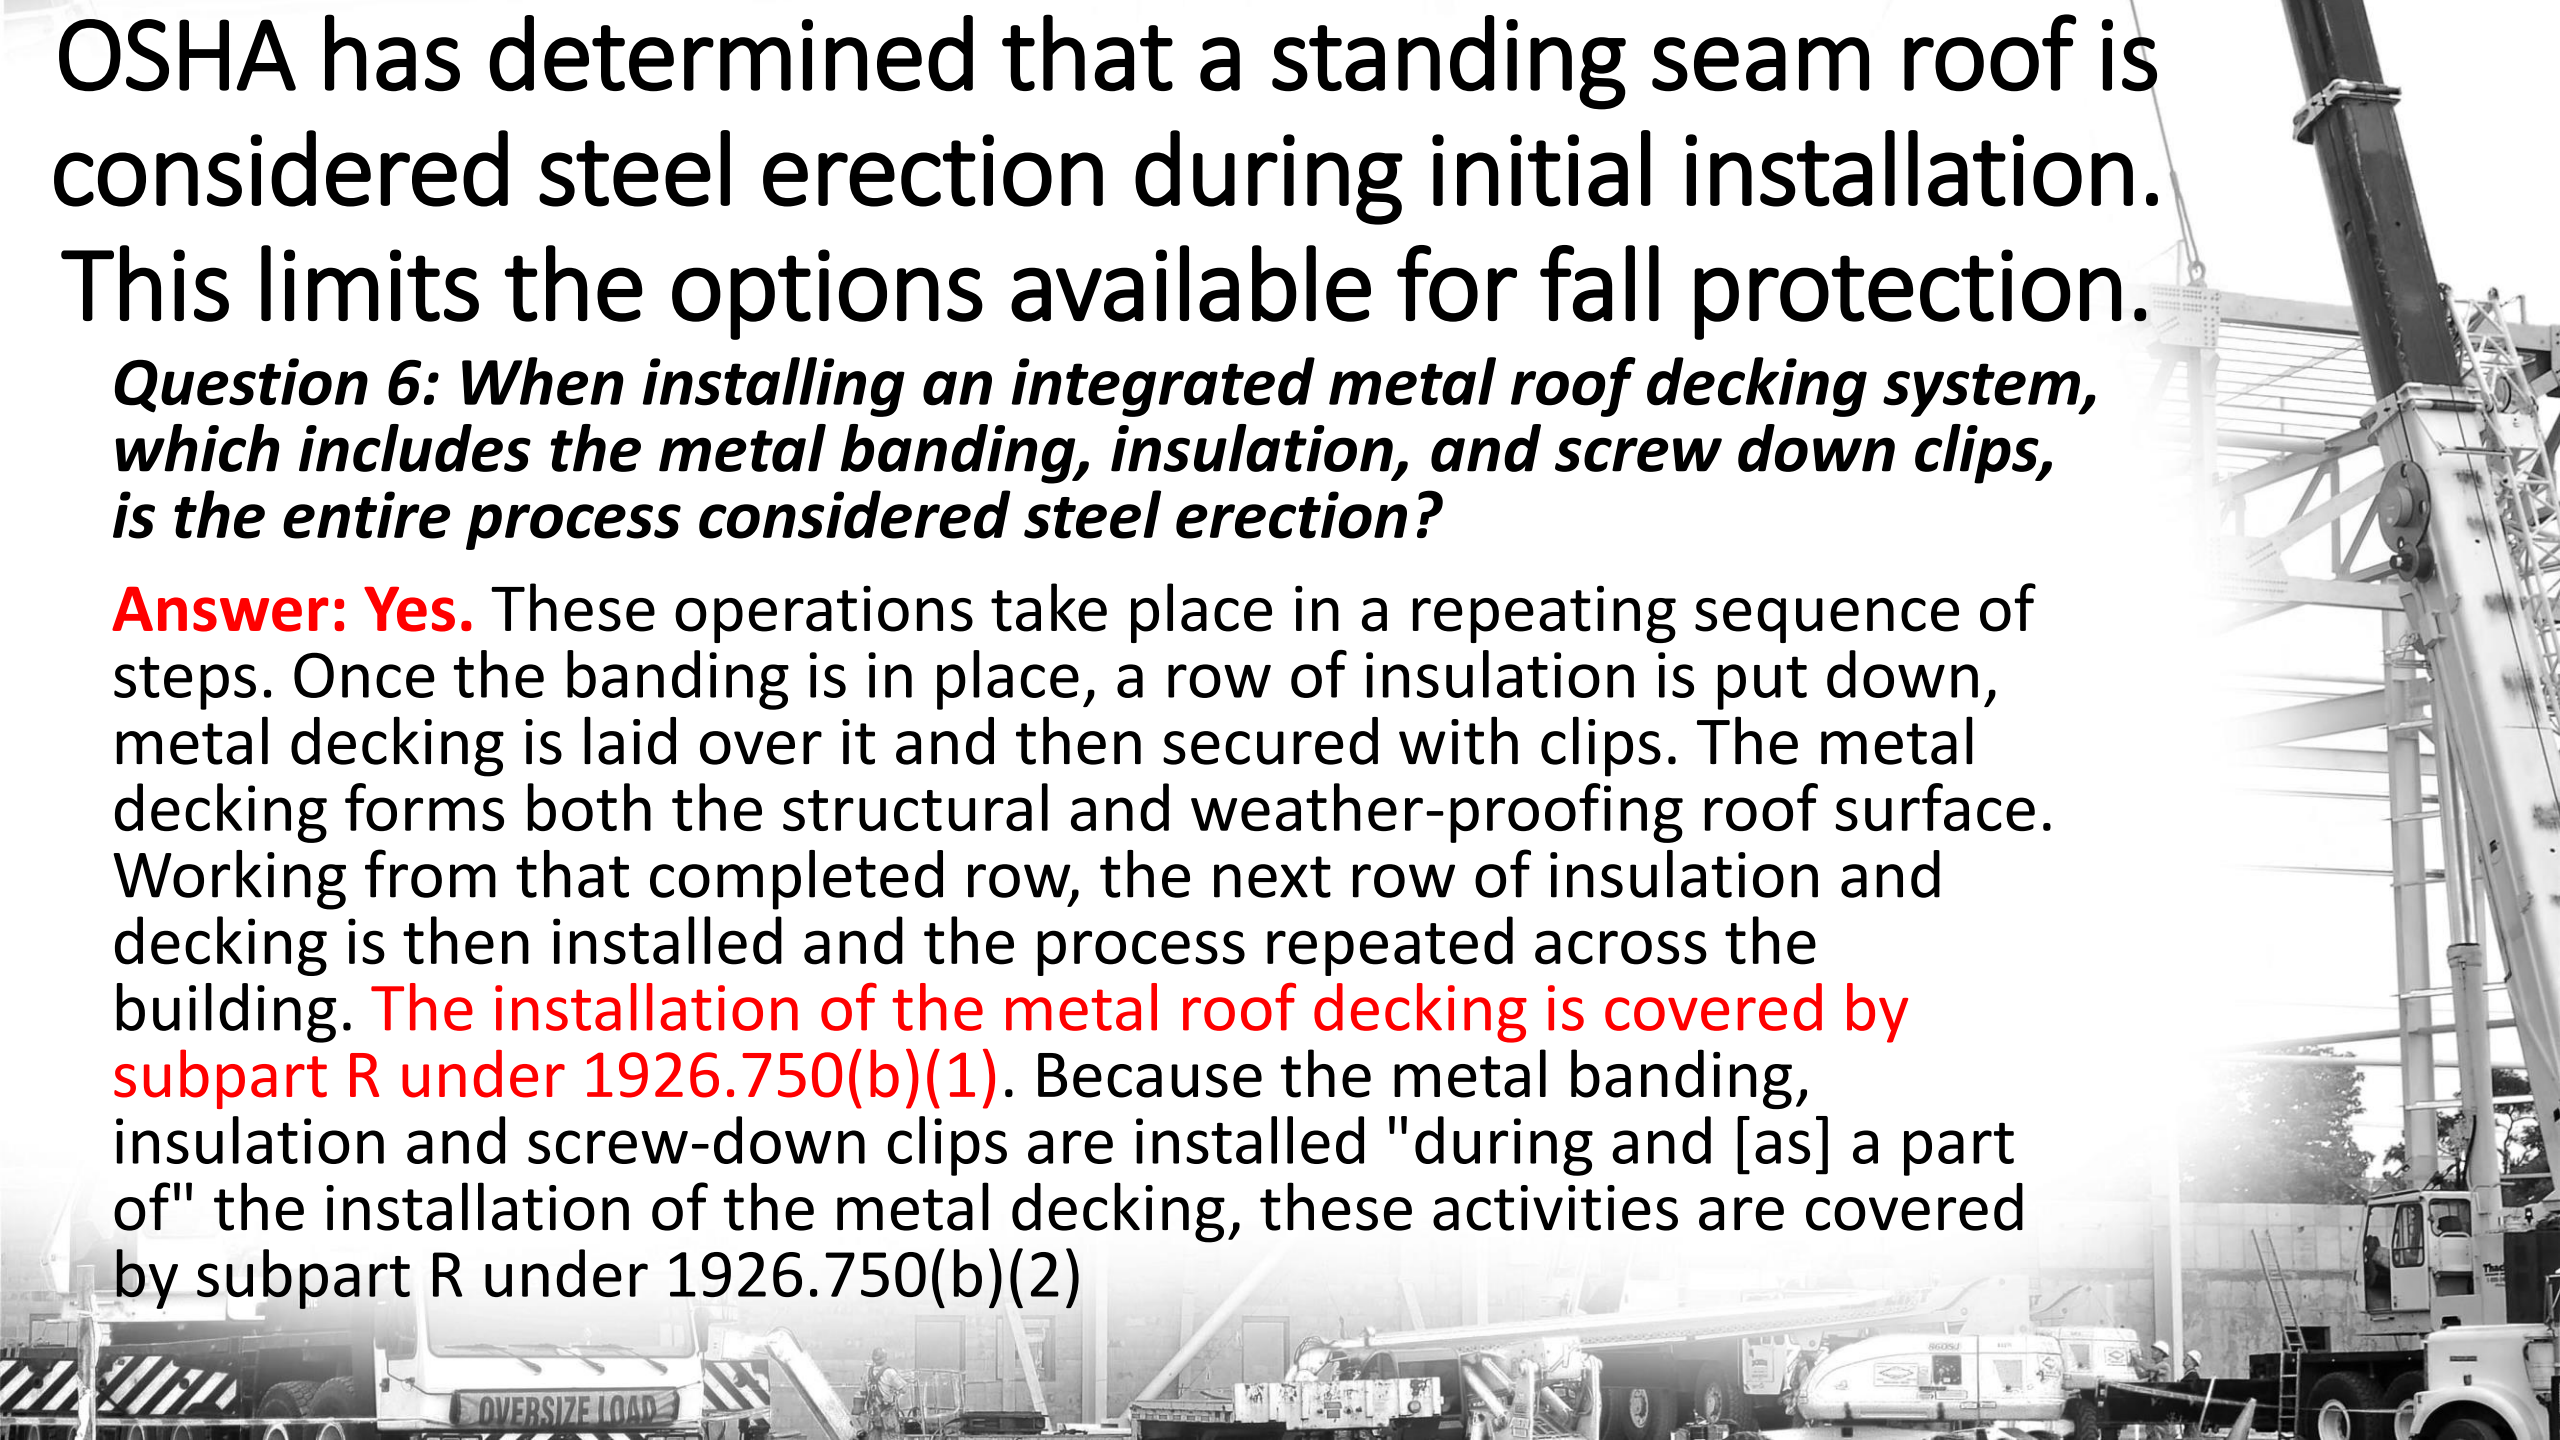 OSHA has determined that a standing seam roof is
considered steel erection during initial installation.
This limits the options available for fall protection.
Question 6: When installing an integrated metal roof decking system,
which includes the metal banding, insulation, and screw down clips,
is the entire process considered steel erection?
Answer: Yes. These operations take place in a repeating sequence of
steps. Once the banding is in place, a row of insulation is put down,
metal decking is laid over it and then secured with clips. The metal
decking forms both the structural and weather-proofing roof surface.
Working from that completed row, the next row of insulation and
decking is then installed and the process repeated across the
building. The installation of the metal roof decking is covered by
subpart R under 1926.750(b)(1). Because the metal banding,
insulation and screw-down clips are installed "during and [as] a part
of" the installation of the metal decking, these activities are covered
by subpart R under 1926.750(b)(2)
OVERSIZE LOAD